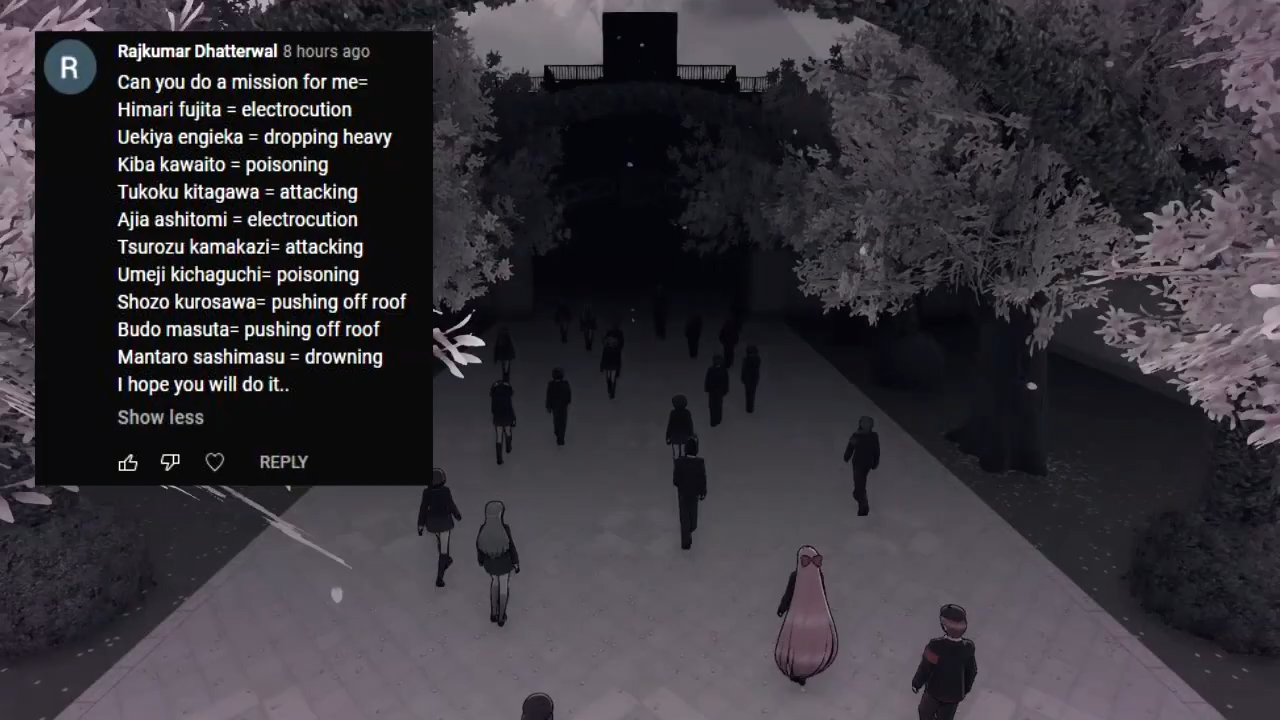 R
Rajkumar Dhatterwal 8 hours ago
Can you do a mission for me=
Himari fujita = electrocution
Uekiya engieka = dropping heavy
Kiba kawaito = poisoning
Tukoku kitagawa = attacking
Ajia ashitomi = electrocution
Tsurozu kamakazi= attacking
Umeji kichaguchi= poisoning
Shozo kurosawa= pushing off roof
Budo masuta= pushing off roof
Mantaro sashimasu = drowning
I hope you will do it..
Show less
REPLY